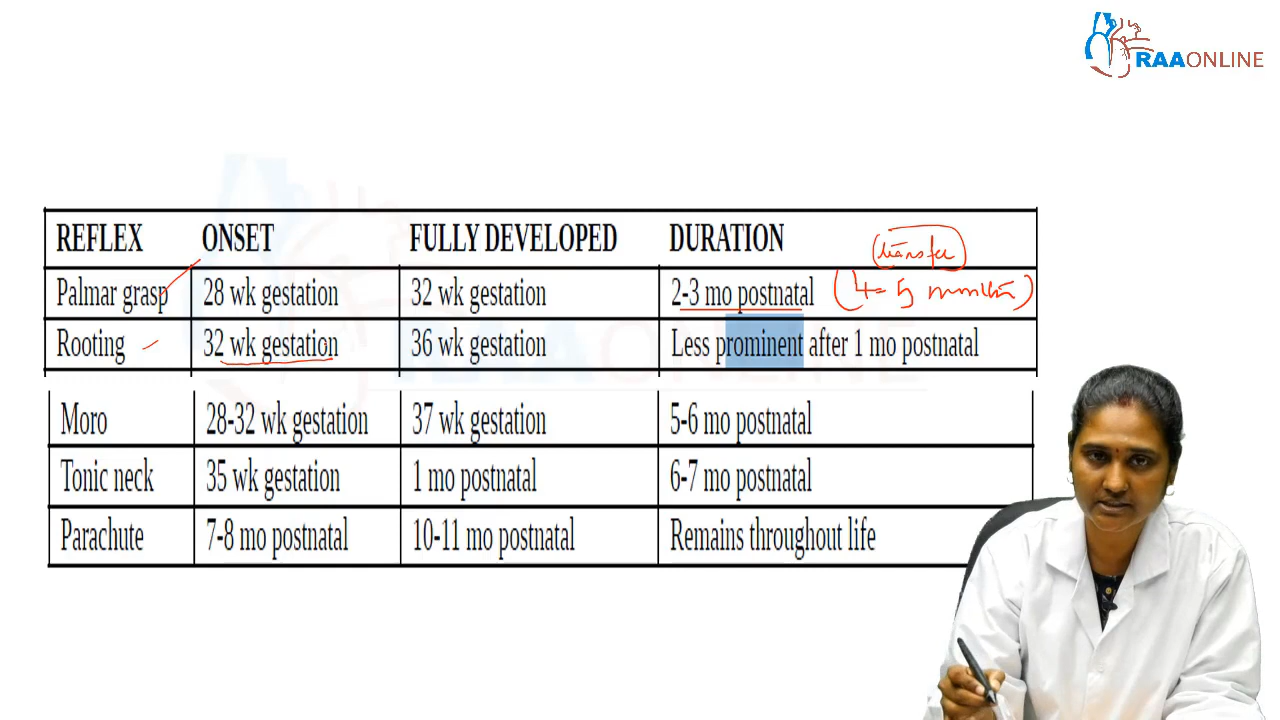 RAAONLINE
REFLEX ONSET FULLY DEVELOPED DURATION
transfer
Palmar grasp 28 wk gestation 32 wk gestation 2-3 mo postnatal (4-5 months)
Rooting 32 wk gestation 36 wk gestation Less prominent after 1 mo postnatal
Moro 28-32 wk gestation 37 wk gestation 5-6 mo postnatal
Tonic neck 35 wk gestation 1 mo postnatal 6-7 mo postnatal
Parachute 7-8 mo postnatal 10-11 mo postnatal Remains throughout life